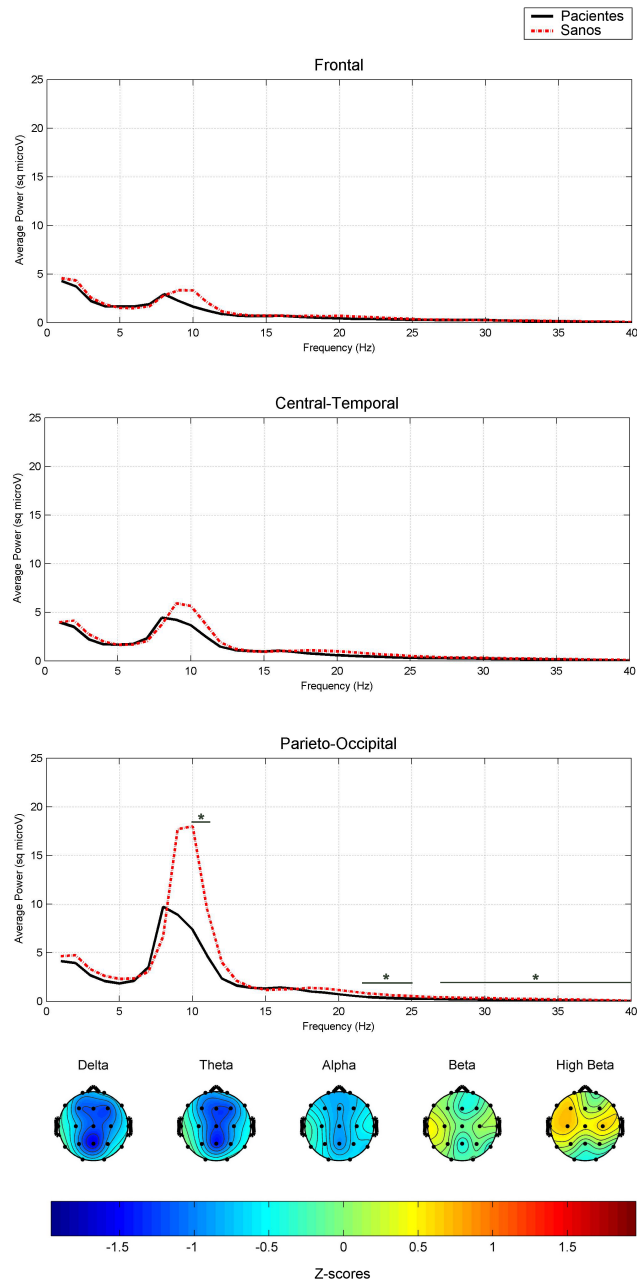 Pacientes
Sanos
Frontal
25
20
15
10
5
0
Average Power (sq microV)
0 5 10 15 20 25 30 35 40
Frequency (Hz)
Central-Temporal
25
20
15
10
5
0
Average Power (sq microV)
0 5 10 15 20 25 30 35 40
Frequency (Hz)
Parieto-Occipital
25
20
15
10
5
0
Average Power (sq microV)
*
* *
0 5 10 15 20 25 30 35 40
Frequency (Hz)
Delta Theta Alpha Beta High Beta
-1.5 -1 -0.5 0 0.5 1 1.5
Z-scores